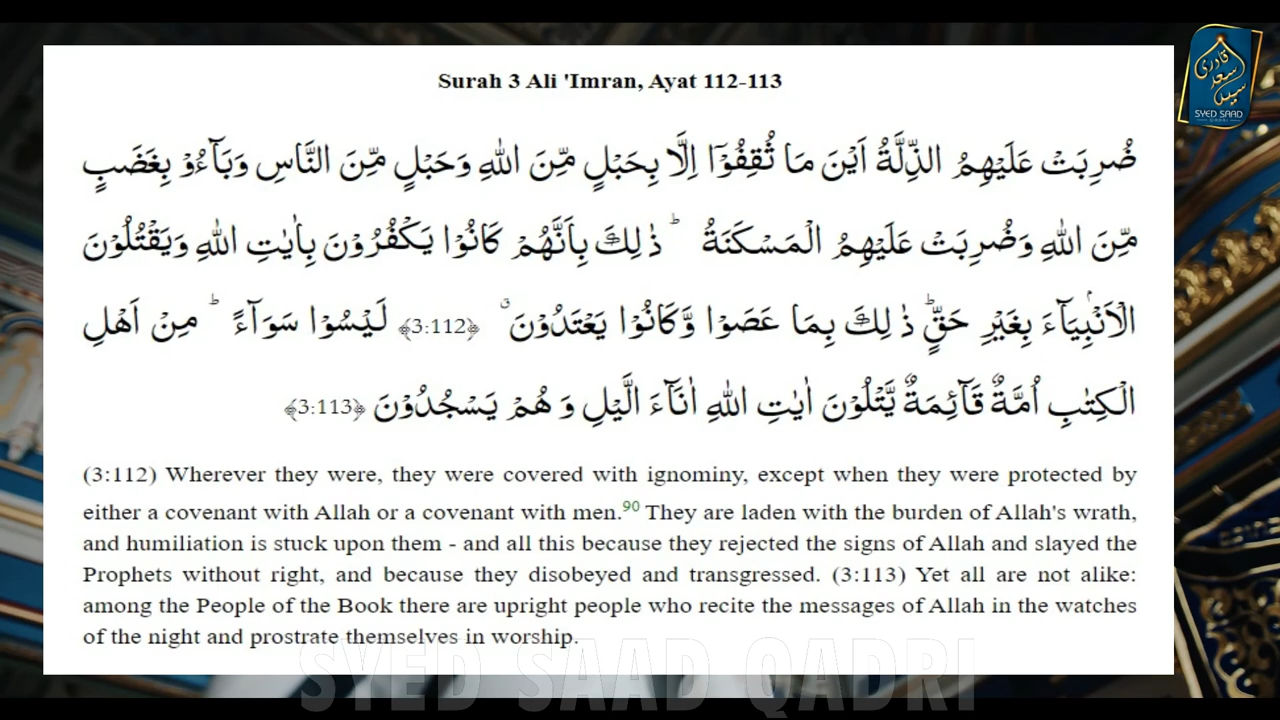 Surah 3 Ali 'Imran, Ayat 112-113
ضُرِبَتْ عَلَيْهِمُ الذِّلَّةُ اَيْنَ مَا ثُقِفُوْۤا اِلَّا بِحَبْلٍ مِّنَ اللّٰهِ وَحَبْلٍ مِّنَ النَّاسِ وَبَآءُوْ بِغَضَبٍ
مِّنَ اللّٰهِ وَضُرِبَتْ عَلَيْهِمُ الْمَسْكَنَةُ ؕ ذٰ لِكَ بِاَنَّهُمْ كَانُوْا يَكْفُرُوْنَ بِاٰيٰتِ اللّٰهِ وَيَقْتُلُوْنَ
الْاَنْۢبِيَآءَ بِغَيْرِ حَقٍّؕ ذٰ لِكَ بِمَا عَصَوْا وَّكَانُوْا يَعْتَدُوْنَ ۗ ﴿3:112﴾ لَيْسُوْا سَوَآءً ؕ مِنْ اَهْلِ
الْكِتٰبِ اُمَّةٌ قَآئِمَةٌ يَّتْلُوْنَ اٰيٰتِ اللّٰهِ اٰنَآءَ الَّيْلِ وَ هُمْ يَسْجُدُوْنَ ﴿3:113﴾
(3:112) Wherever they were, they were covered with ignominy, except when they were protected by
either a covenant with Allah or a covenant with men.90 They are laden with the burden of Allah's wrath,
and humiliation is stuck upon them - and all this because they rejected the signs of Allah and slayed the
Prophets without right, and because they disobeyed and transgressed. (3:113) Yet all are not alike:
among the People of the Book there are upright people who recite the messages of Allah in the watches
of the night and prostrate themselves in worship.
SYED SAAD QADRI
سید سعد قادری
SYED SAAD
QADRI